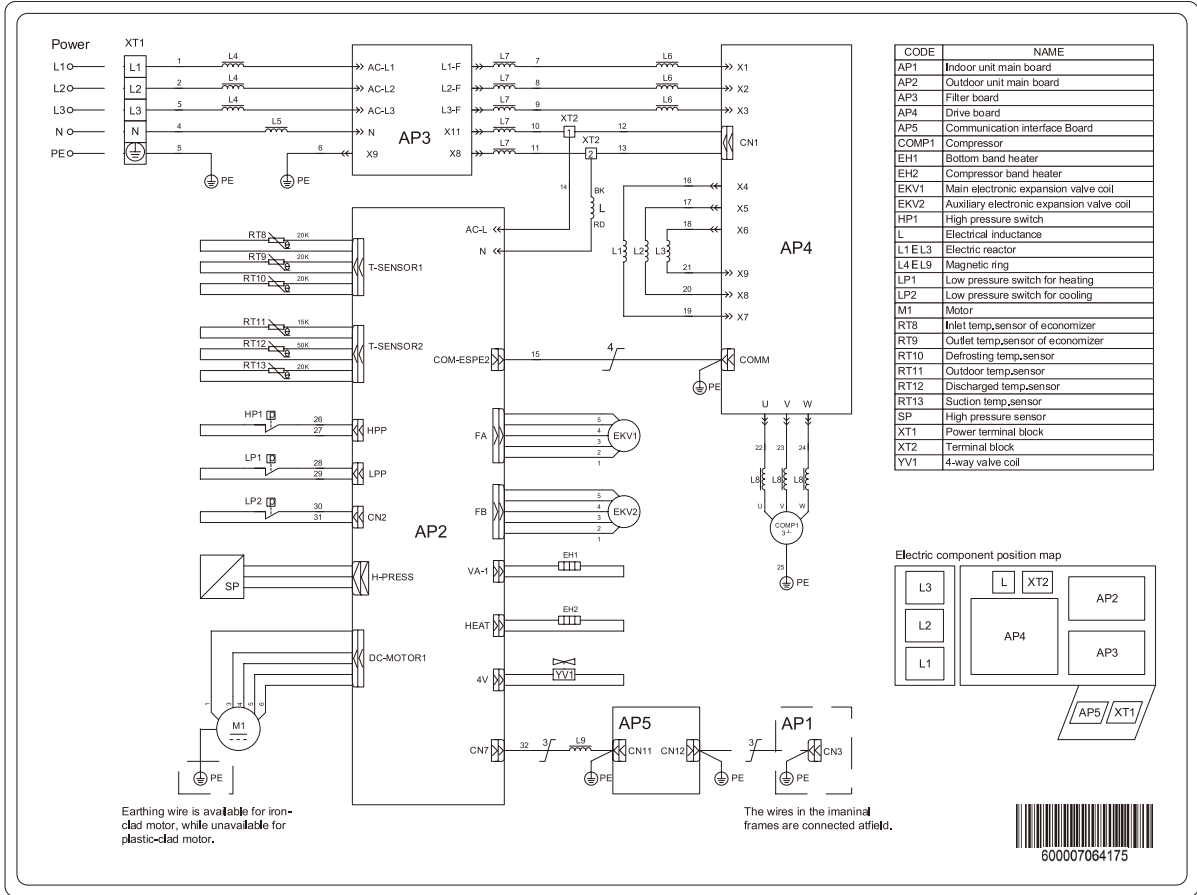 Power XT1
L1 L1 1 L4 AC-L1 L1-F L7 7 L6 X1
L2 L2 2 L4 AC-L2 L2-F L7 8 L6 X2
L3 L3 5 L4 AC-L3 L3-F L7 9 L6 X3
N N 4 L5 N AP3 X11 L7 10 XT2 1 12 CN1
PE 5 PE 6 PE X9 X8 L7 11 XT2 2 13
14 BK L RD
AC-L
N
16 X4
17 X5
18 X6
L1 L2 L3 AP4
21 X9
20 X8
19 X7
RT8 20K
RT9 20K T-SENSOR1
RT10 20K
RT11 15K
RT12 50K T-SENSOR2
RT13 20K
COM-ESPE2 15 4 COMM
PE
U V W
22 23 24
L8 L8 L8
U V W
COMP1
3
25
PE
HP1 p 26
27 HPP
LP1 p 28
29 LPP
LP2 p 30
31 CN2
AP2
FA 5 4 3 2 1 EKV1
FB 5 4 3 2 1 EKV2
SP H-PRESS
VA-1 EH1
HEAT EH2
DC-MOTOR1
4V YV1
1 3 4 5 6
M1
PE
CN7 32 3 L9 CN11 AP5 CN12 3 AP1 CN3
PE PE PE
Earthing wire is available for iron-
clad motor, while unavailable for
plastic-clad motor.
The wires in the imaninal
frames are connected atfield.
CODE NAME
AP1 Indoor unit main board
AP2 Outdoor unit main board
AP3 Filter board
AP4 Drive board
AP5 Communication interface Board
COMP1 Compressor
EH1 Bottom band heater
EH2 Compressor band heater
EKV1 Main electronic expansion valve coil
EKV2 Auxiliary electronic expansion valve coil
HP1 High pressure switch
L Electrical inductance
L1 E L3 Electric reactor
L4 E L9 Magnetic ring
LP1 Low pressure switch for heating
LP2 Low pressure switch for cooling
M1 Motor
RT8 Inlet temp.sensor of economizer
RT9 Outlet temp.sensor of economizer
RT10 Defrosting temp.sensor
RT11 Outdoor temp.sensor
RT12 Discharged temp.sensor
RT13 Suction temp.sensor
SP High pressure sensor
XT1 Power terminal block
XT2 Terminal block
YV1 4-way valve coil
Electric component position map
L3 L XT2 AP2
L2 AP4
L1 AP3
AP5 XT1
600007064175